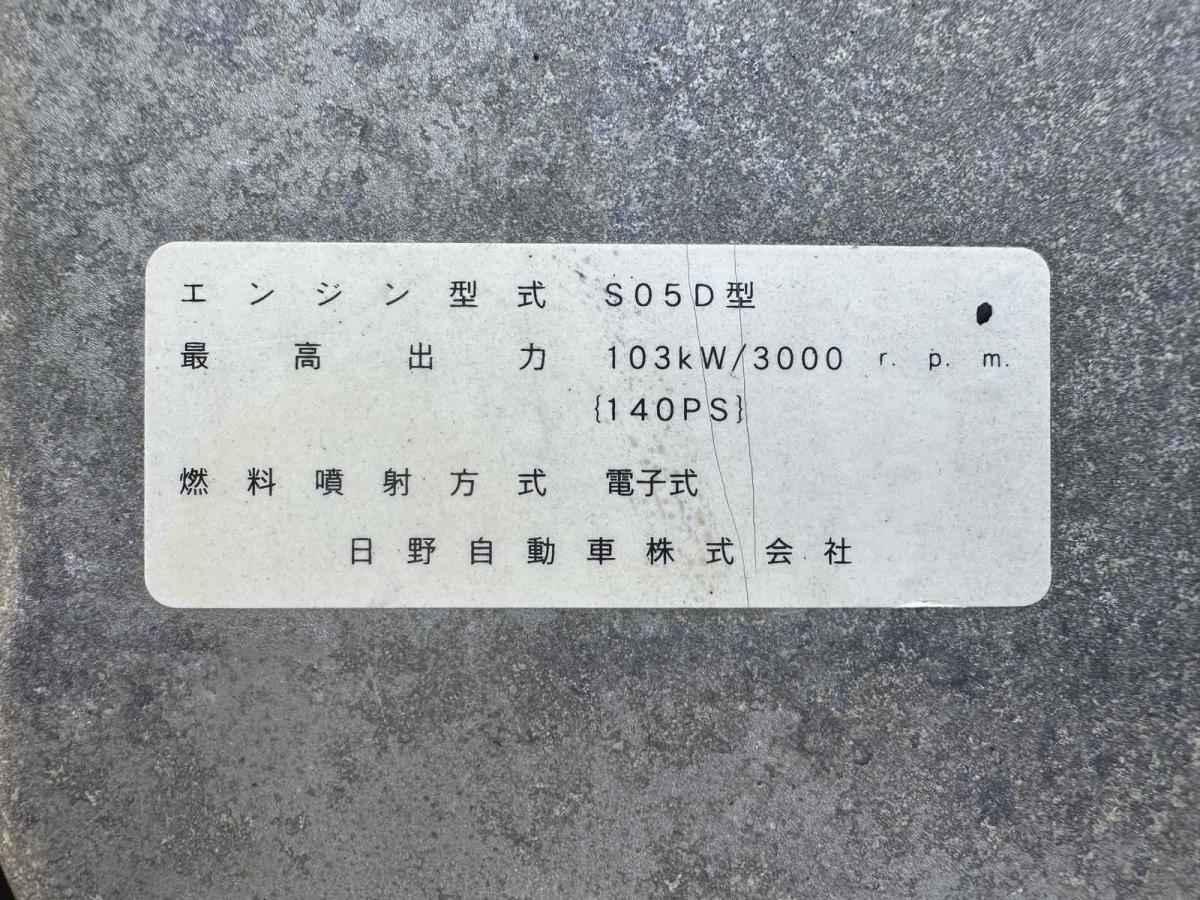 エンジン型式 S05D型
最高出力 103kW/3000 r.p.m.
{140PS}
燃料噴射方式 電子式
日野自動車株式会社